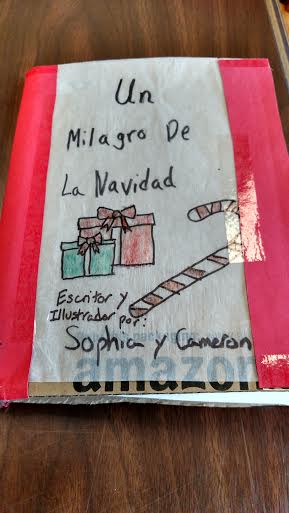 Un
Milagro De
La Navidad
Escritor y
Illustrador por:
Sophia y Cameron
amazon